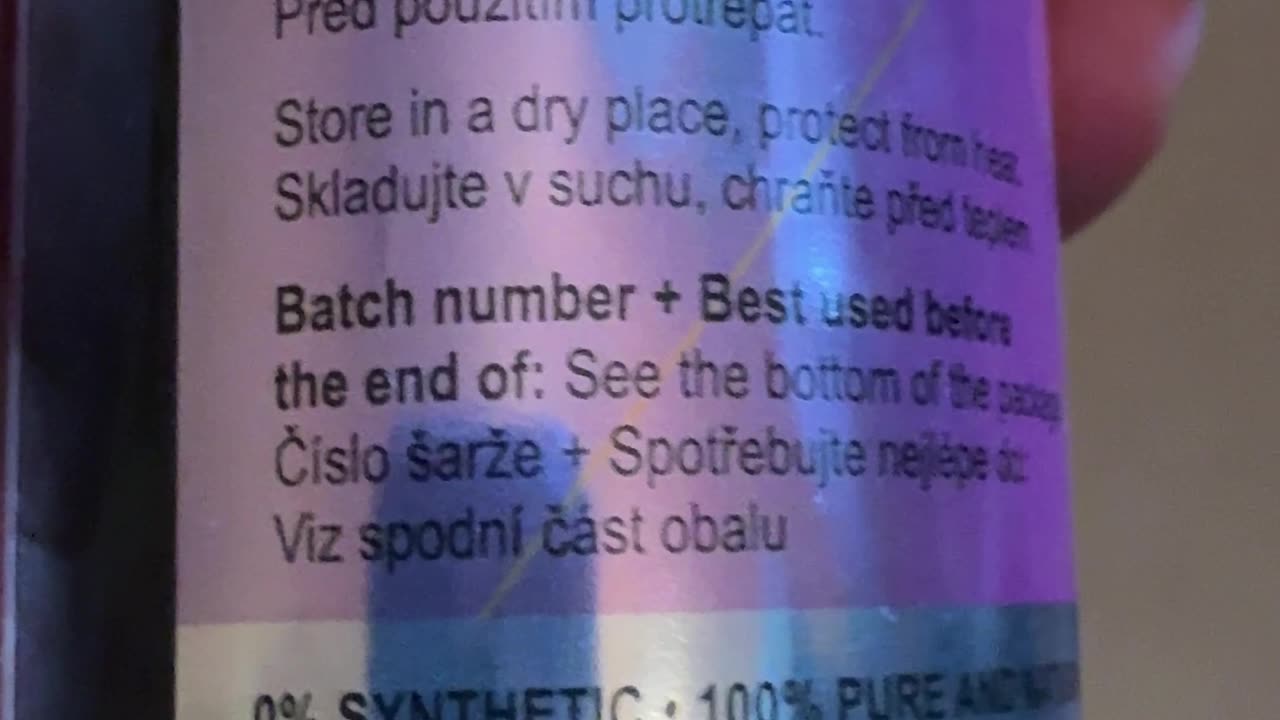 Před použitím protřepat.
Store in a dry place, protect from heat.
Skladujte v suchu, chraňte před teplem
Batch number + Best used before
the end of: See the bottom of the package
Číslo šarže + Spotřebujte nejlépe do:
Viz spodní část obalu
0% SYNTHETIC • 100% PURE AND